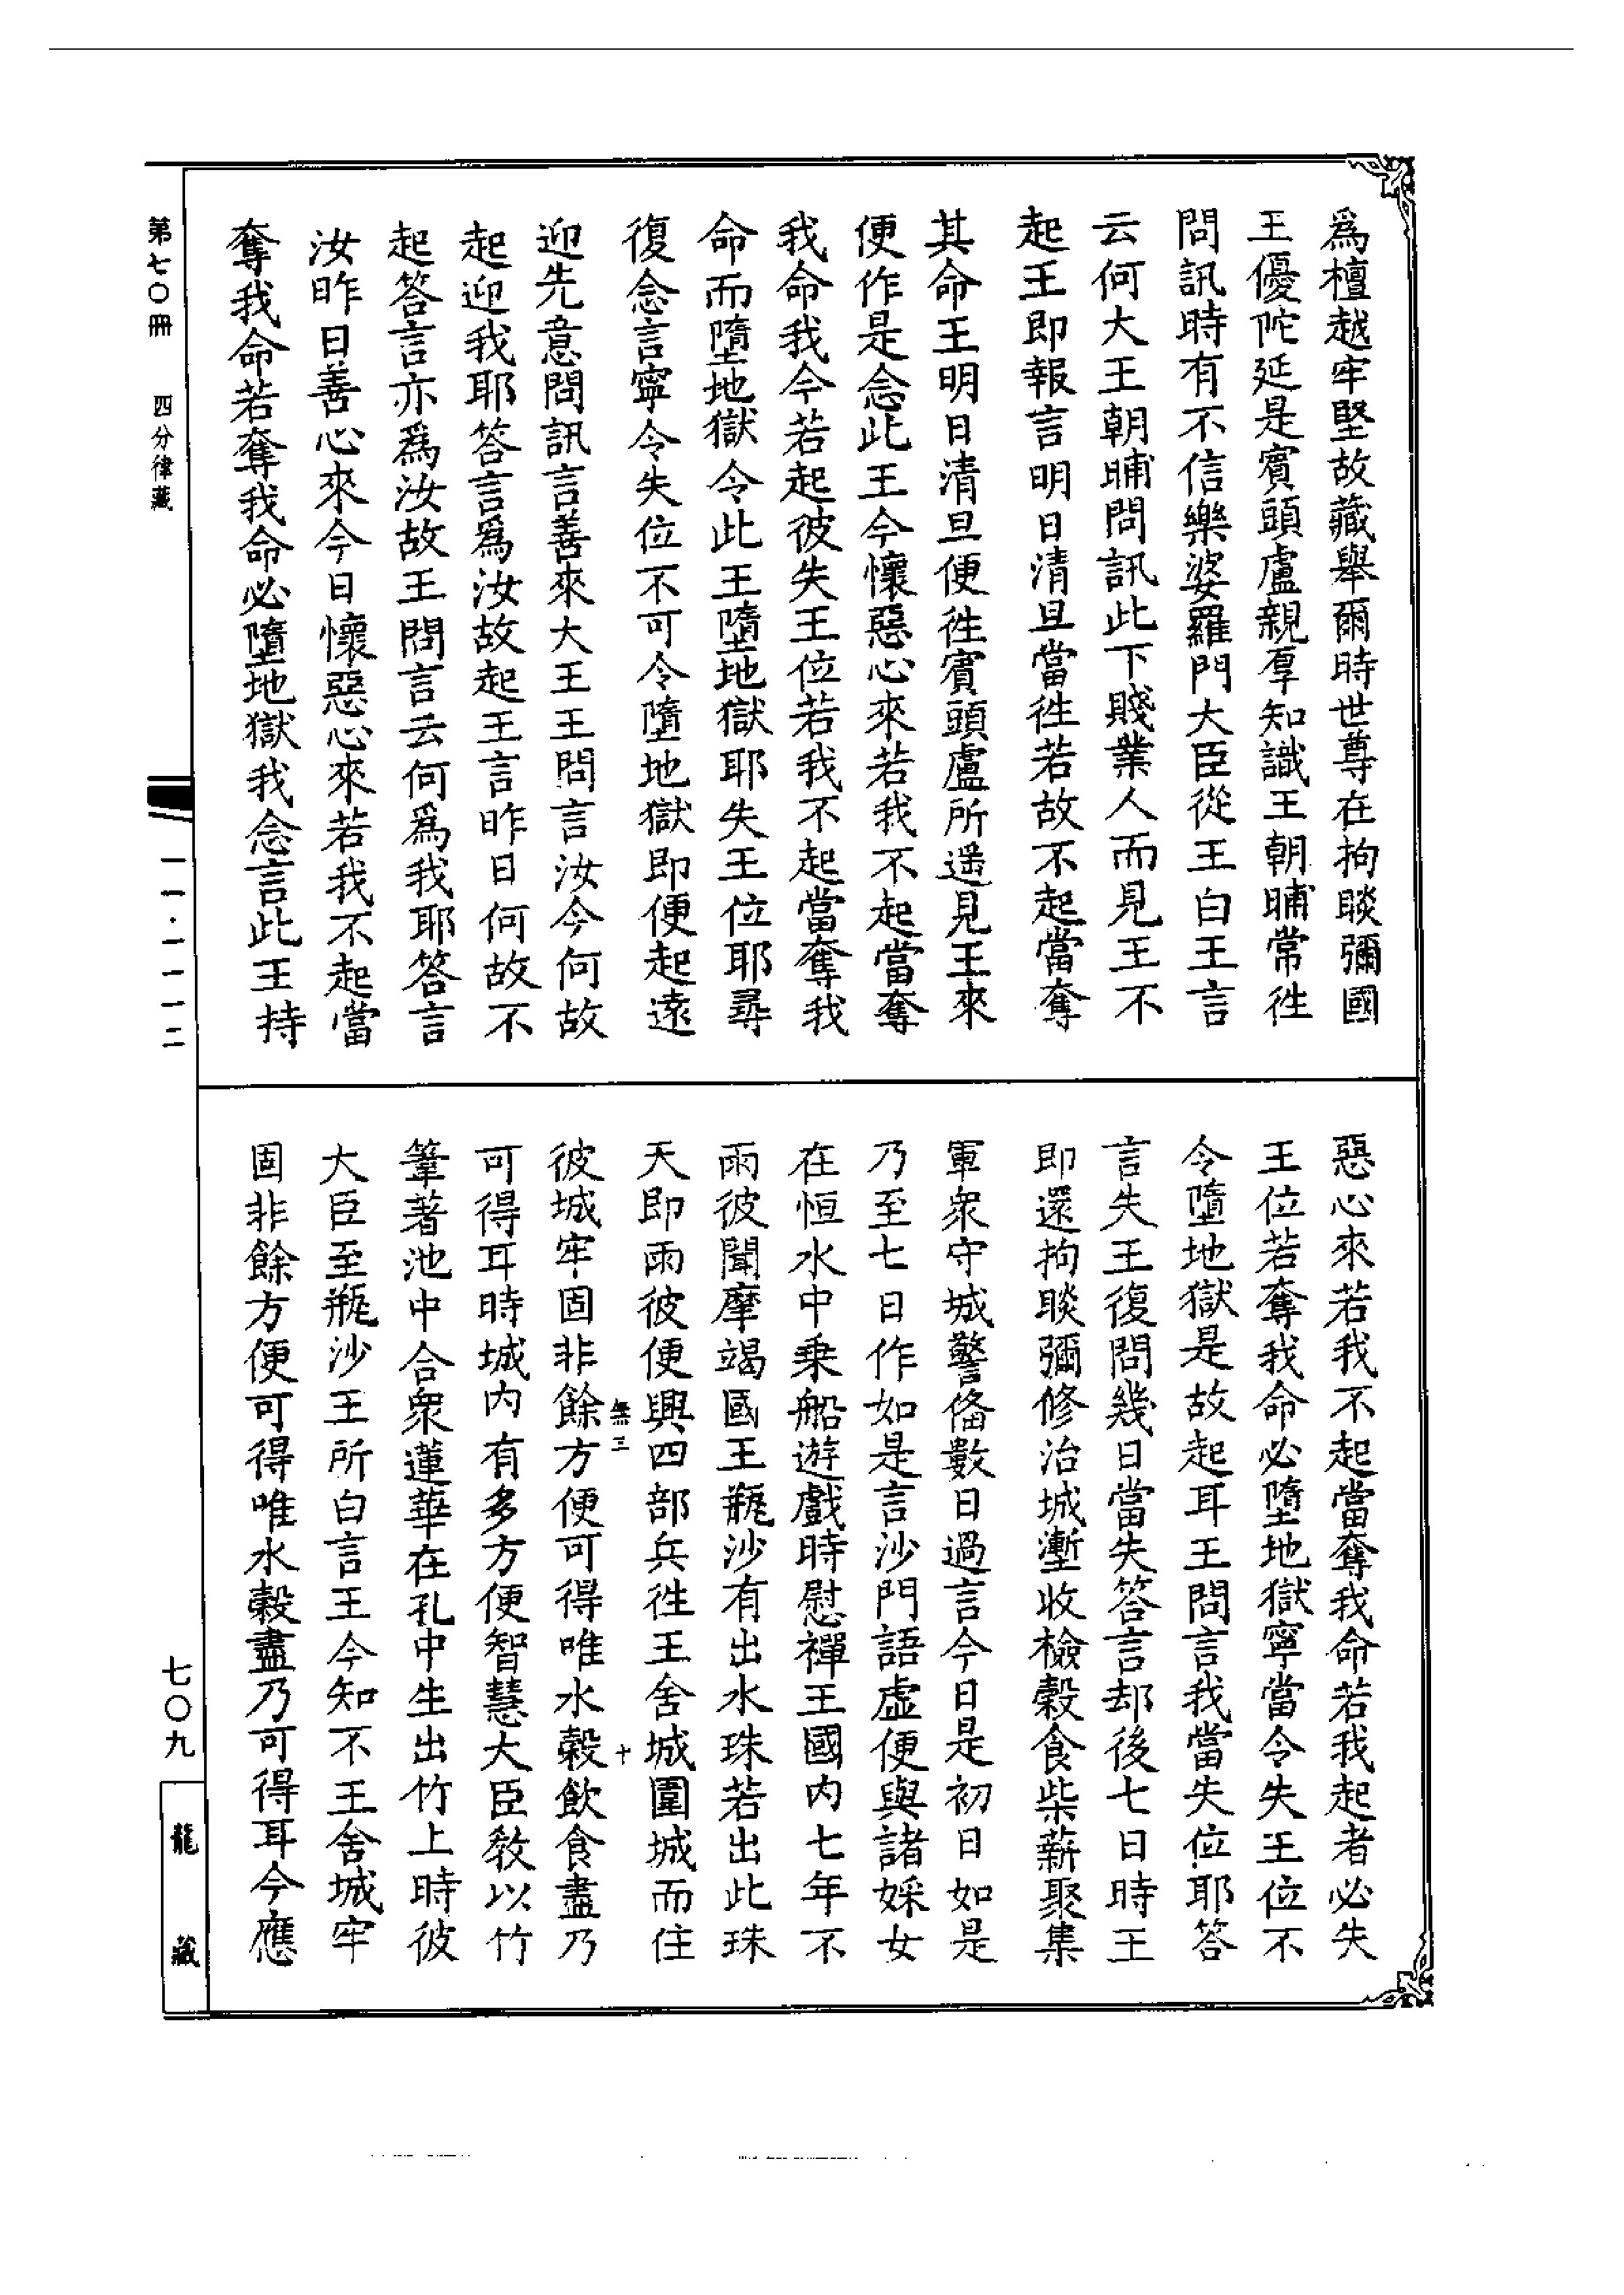 爲檀越牢堅故藏舉爾時世尊在拘睒彌國
王優陀延是賓頭盧親厚知識王朝晡常徃
問訊時有不信樂婆羅門大臣從王白王言
云何大王朝晡問訊此下賤業人而見王不
起王即報言明日清旦當徃若故不起當奪
其命王明日清旦便徃賓頭盧所遥見王來
便作是念此王今懷惡心來若我不起當奪
我命我今若起彼失王位若我不起當奪我
命而墮地獄令此王墮地獄耶失王位耶尋
復念言寧令失位不可令墮地獄即便起遠
迎先意問訊言善來大王王問言汝今何故
起迎我耶答言爲汝故起王言昨日何故不
起答言亦爲汝故王問言云何爲我耶答言
汝昨日善心來今日懷惡心來若我不起當
奪我命若奪我命必墮地獄我念言此王持
惡心來若我不起當奪我命若我起者必失
王位若奪我命必墮地獄寧當令失王位不
令墮地獄是故起耳王問言我當失位耶答
言失王復問幾日當失答言却後七日時王
即還拘睒彌修治城塹收檢穀食柴薪聚集
軍衆守城警俻數日過言今日是初日如是
乃至七日作如是言沙門語虛便與諸婇女
在恒水中乗船遊戲時慰禪王國内七年不
雨彼聞摩竭國王瓶沙有出水珠若出此珠
天即雨彼便興四部兵徃王舍城圍城而住
無三 十
彼城牢固非餘方便可得唯水穀飲食盡乃
可得耳時城内有多方便智慧大臣教以竹
篳著池中合衆蓮華在孔中生出竹上時彼
大臣至瓶沙王所白言王今知不王舍城牢
固非餘方便可得唯水穀盡乃可得耳今應
第七〇冊 四分律藏
一一·一一一二
七〇九
龍藏